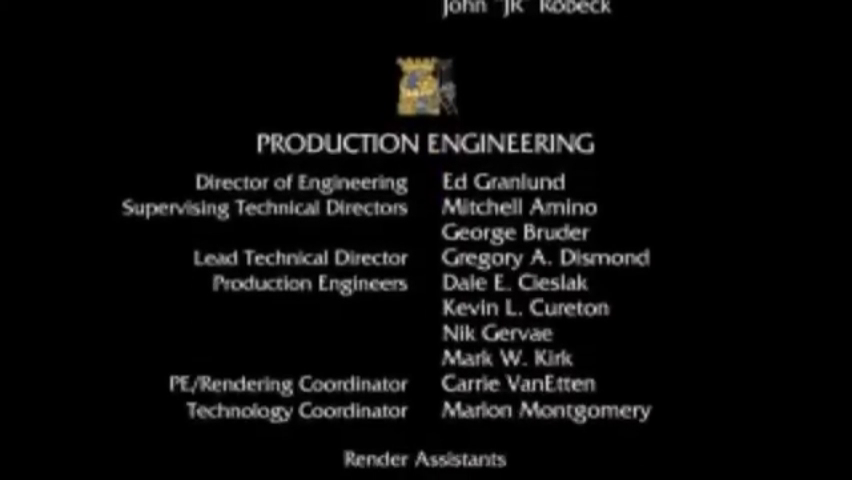 John "JR" Robeck
PRODUCTION ENGINEERING
Director of Engineering Ed Granlund
Supervising Technical Directors Mitchell Amino
George Bruder
Lead Technical Director Gregory A. Dismond
Production Engineers Dale E. Cieslak
Kevin L. Cureton
Nik Gervae
Mark W. Kirk
PE/Rendering Coordinator Carrie VanEtten
Technology Coordinator Marlon Montgomery
Render Assistants